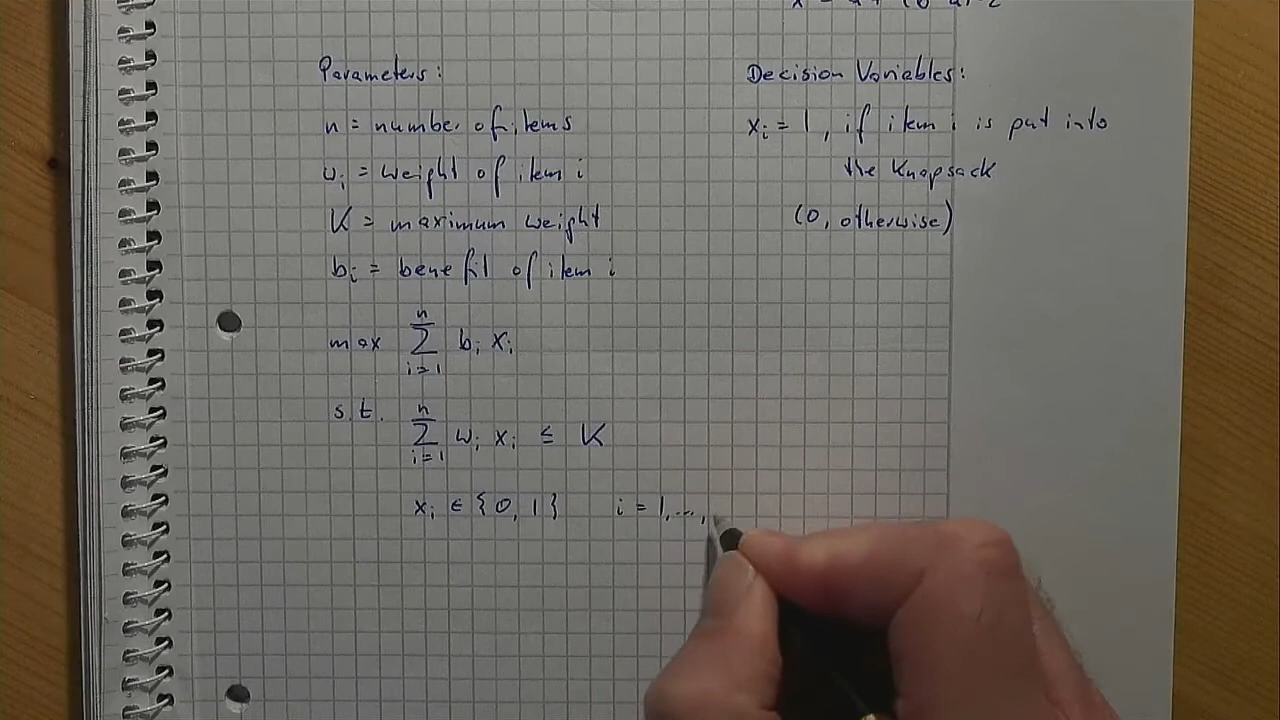 Parameters:
n = number of items
wᵢ = weight of item i
K = maximum weight
bᵢ = benefit of item i
Decision Variables:
xᵢ = 1, if item i is put into
the Knapsack
(0, otherwise)
max ∑ᵢ₌₁ⁿ bᵢ xᵢ
s.t. ∑ᵢ₌₁ⁿ wᵢ xᵢ ≤ K
xᵢ ∈ {0, 1} i = 1,...,